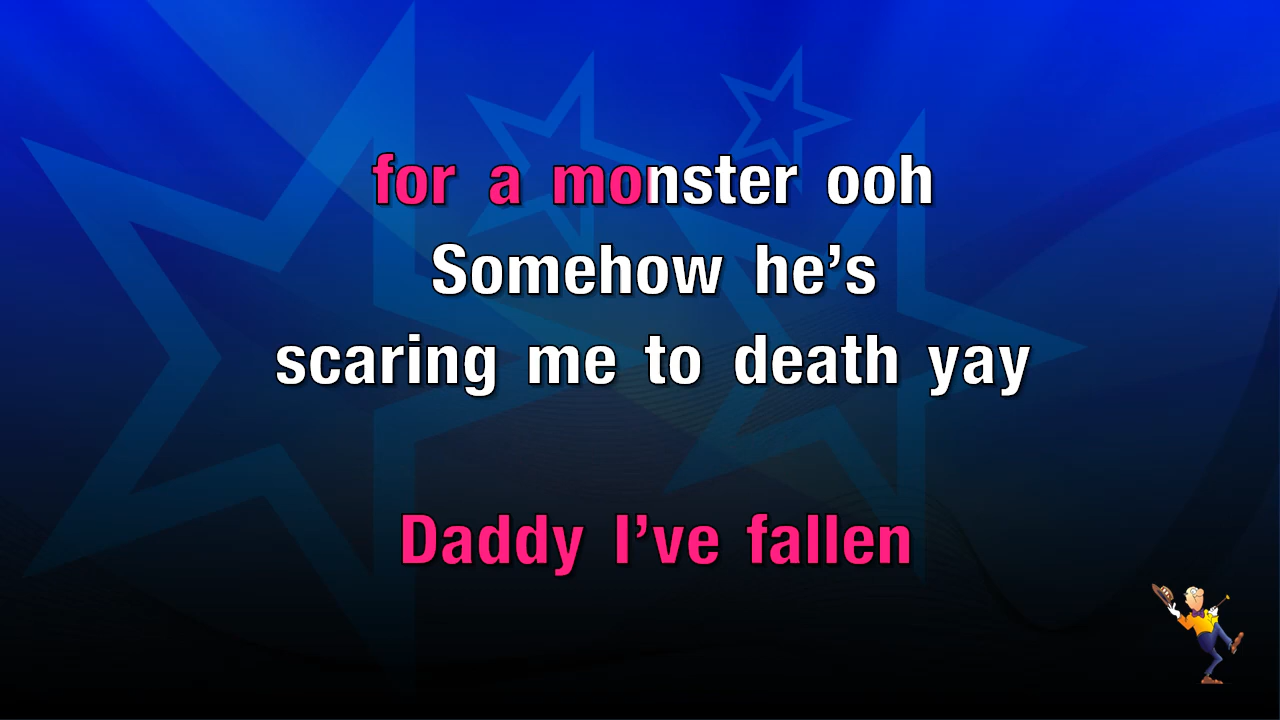 for a monster ooh
Somehow he’s
scaring me to death yay
Daddy I’ve fallen